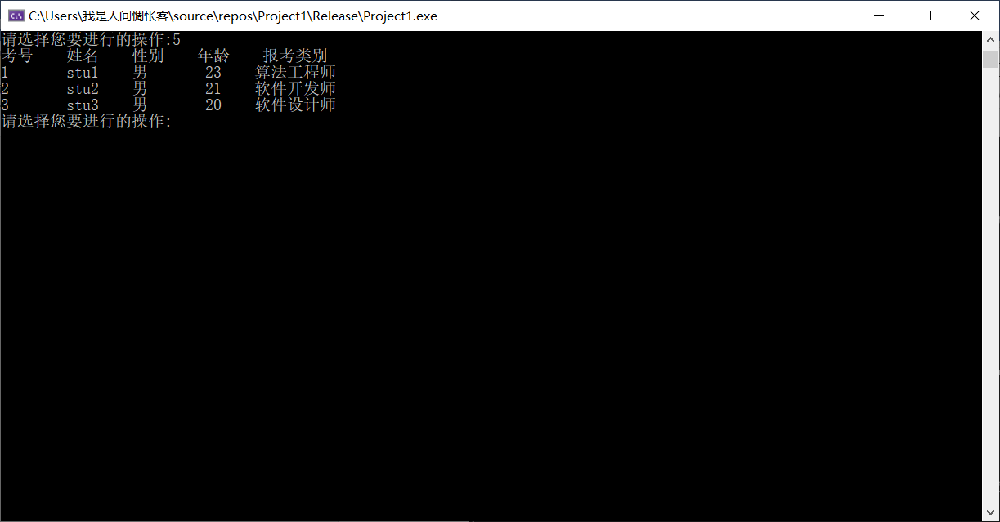 C:\Users\我是人间惆怅客\source\repos\Project1\Release\Project1.exe
请选择您要进行的操作:5
考号 姓名 性别 年龄 报考类别
1 stu1 男 23 算法工程师
2 stu2 男 21 软件开发师
3 stu3 男 20 软件设计师
请选择您要进行的操作: